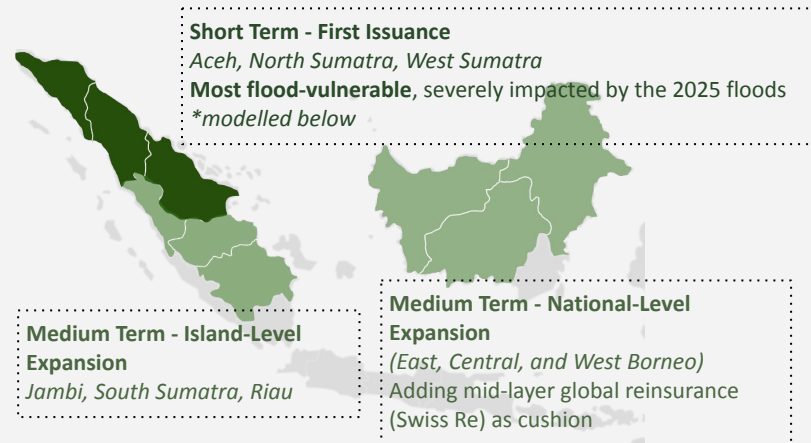 Short Term - First Issuance
Aceh, North Sumatra, West Sumatra
Most flood-vulnerable, severely impacted by the 2025 floods
*modelled below
Medium Term - Island-Level
Expansion
Jambi, South Sumatra, Riau
Medium Term - National-Level
Expansion
(East, Central, and West Borneo)
Adding mid-layer global reinsurance
(Swiss Re) as cushion